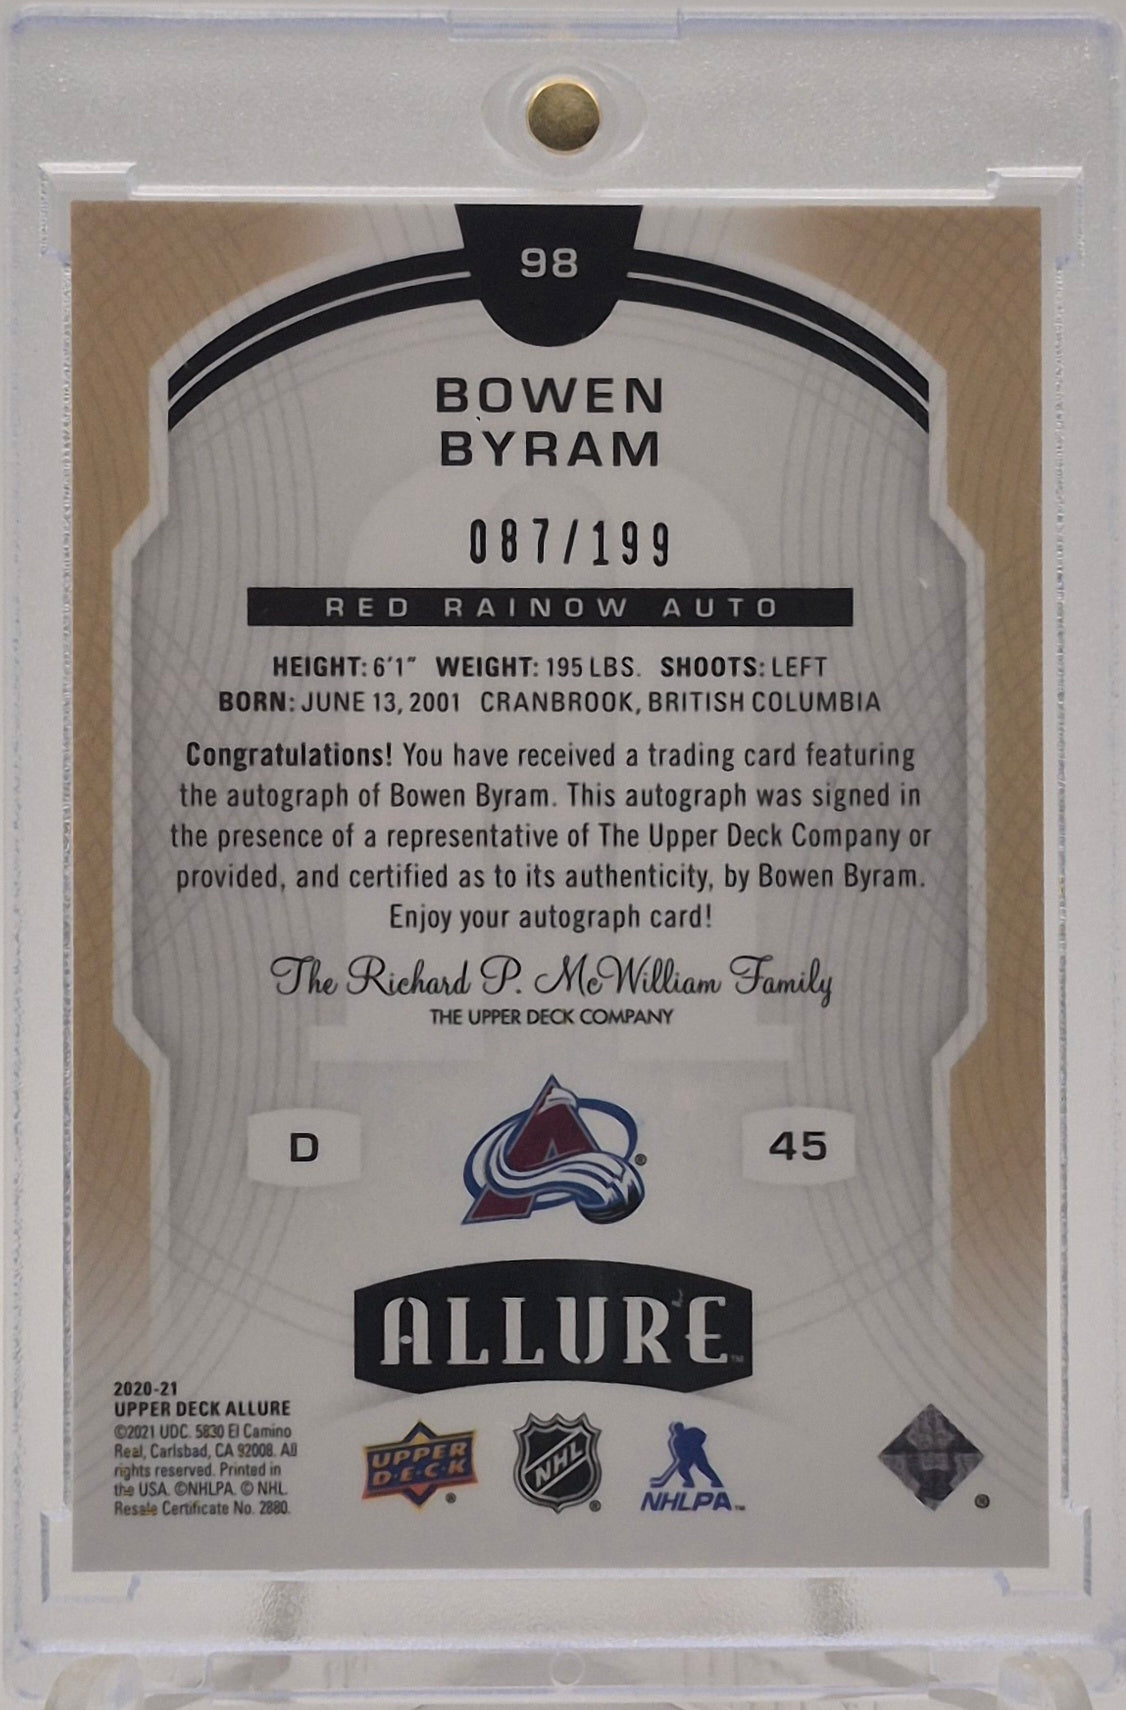 98
BOWEN
BYRAM
087/199
RED RAINOW AUTO
HEIGHT: 6'1" WEIGHT: 195 LBS. SHOOTS: LEFT
BORN: JUNE 13, 2001 CRANBROOK, BRITISH COLUMBIA
Congratulations! You have received a trading card featuring
the autograph of Bowen Byram. This autograph was signed in
the presence of a representative of The Upper Deck Company or
provided, and certified as to its authenticity, by Bowen Byram.
Enjoy your autograph card!
The Richard P. McWilliam Family
THE UPPER DECK COMPANY
D
A ®
45
ALLURE™
2020-21
UPPER DECK ALLURE
©2021 UDC. 5830 El Camino
Real, Carlsbad, CA 92008. All
rights reserved. Printed in
the USA. ©NHLPA. © NHL.
Resale Certificate No. 2880.
UPPER
D·E·C·K ®
NHL ®
NHLPA™
®